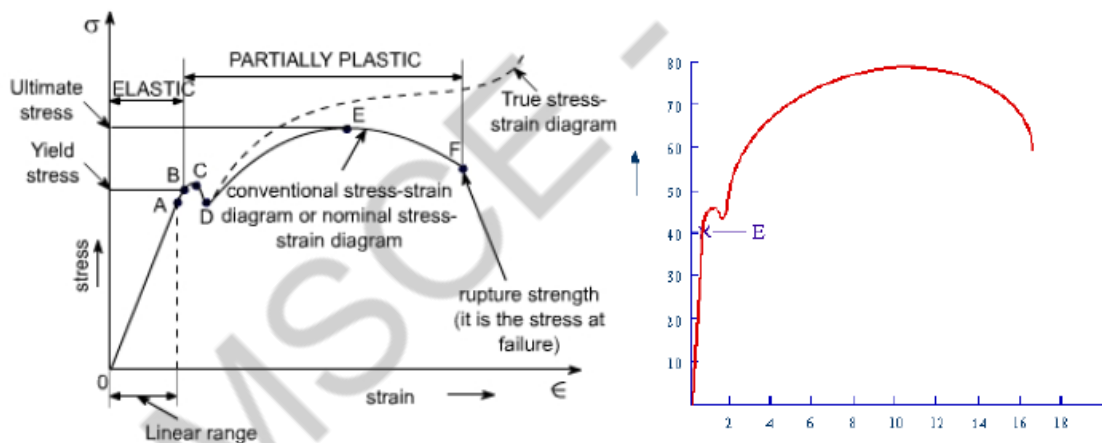 σ
PARTIALLY PLASTIC
ELASTIC
Ultimate
stress
Yield
stress
True stress-
strain diagram
E
B
C
A
D
F
conventional stress-strain
diagram or nominal stress-
strain diagram
stress
rupture strength
(it is the stress at
failure)
0
strain
ϵ
Linear range
MSCE -
80
70
60
50
40
E
30
20
10
2
4
6
8
10
12
14
16
18